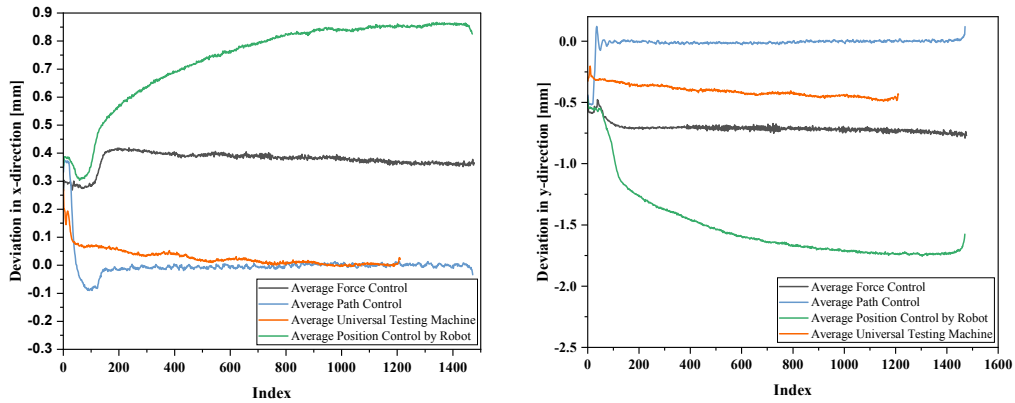 Deviation in x-direction [mm]
0.9
0.8
0.7
0.6
0.5
0.4
0.3
0.2
0.1
0.0
-0.1
-0.2
-0.3
0 200 400 600 800 1000 1200 1400
Index
Average Force Control
Average Path Control
Average Universal Testing Machine
Average Position Control by Robot
Deviation in y-direction [mm]
0.0
-0.5
-1.0
-1.5
-2.0
-2.5
0 200 400 600 800 1000 1200 1400 1600
Index
Average Force Control
Average Path Control
Average Position Control by Robot
Average Universal Testing Machine